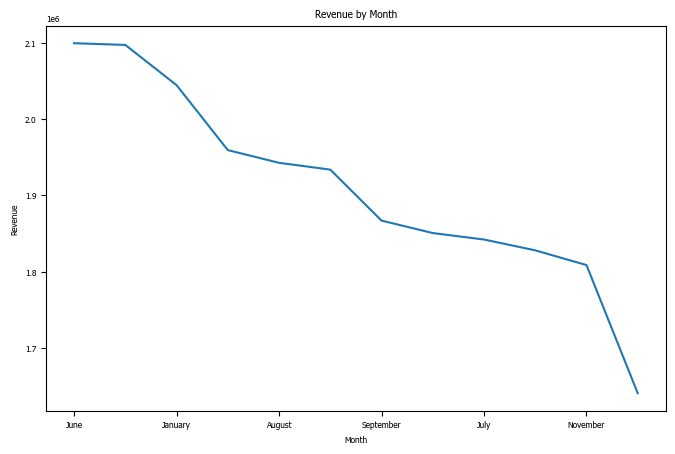 Revenue by Month
1e6
2.1
2.0
1.9
1.8
1.7
Revenue
June January August September July November
Month